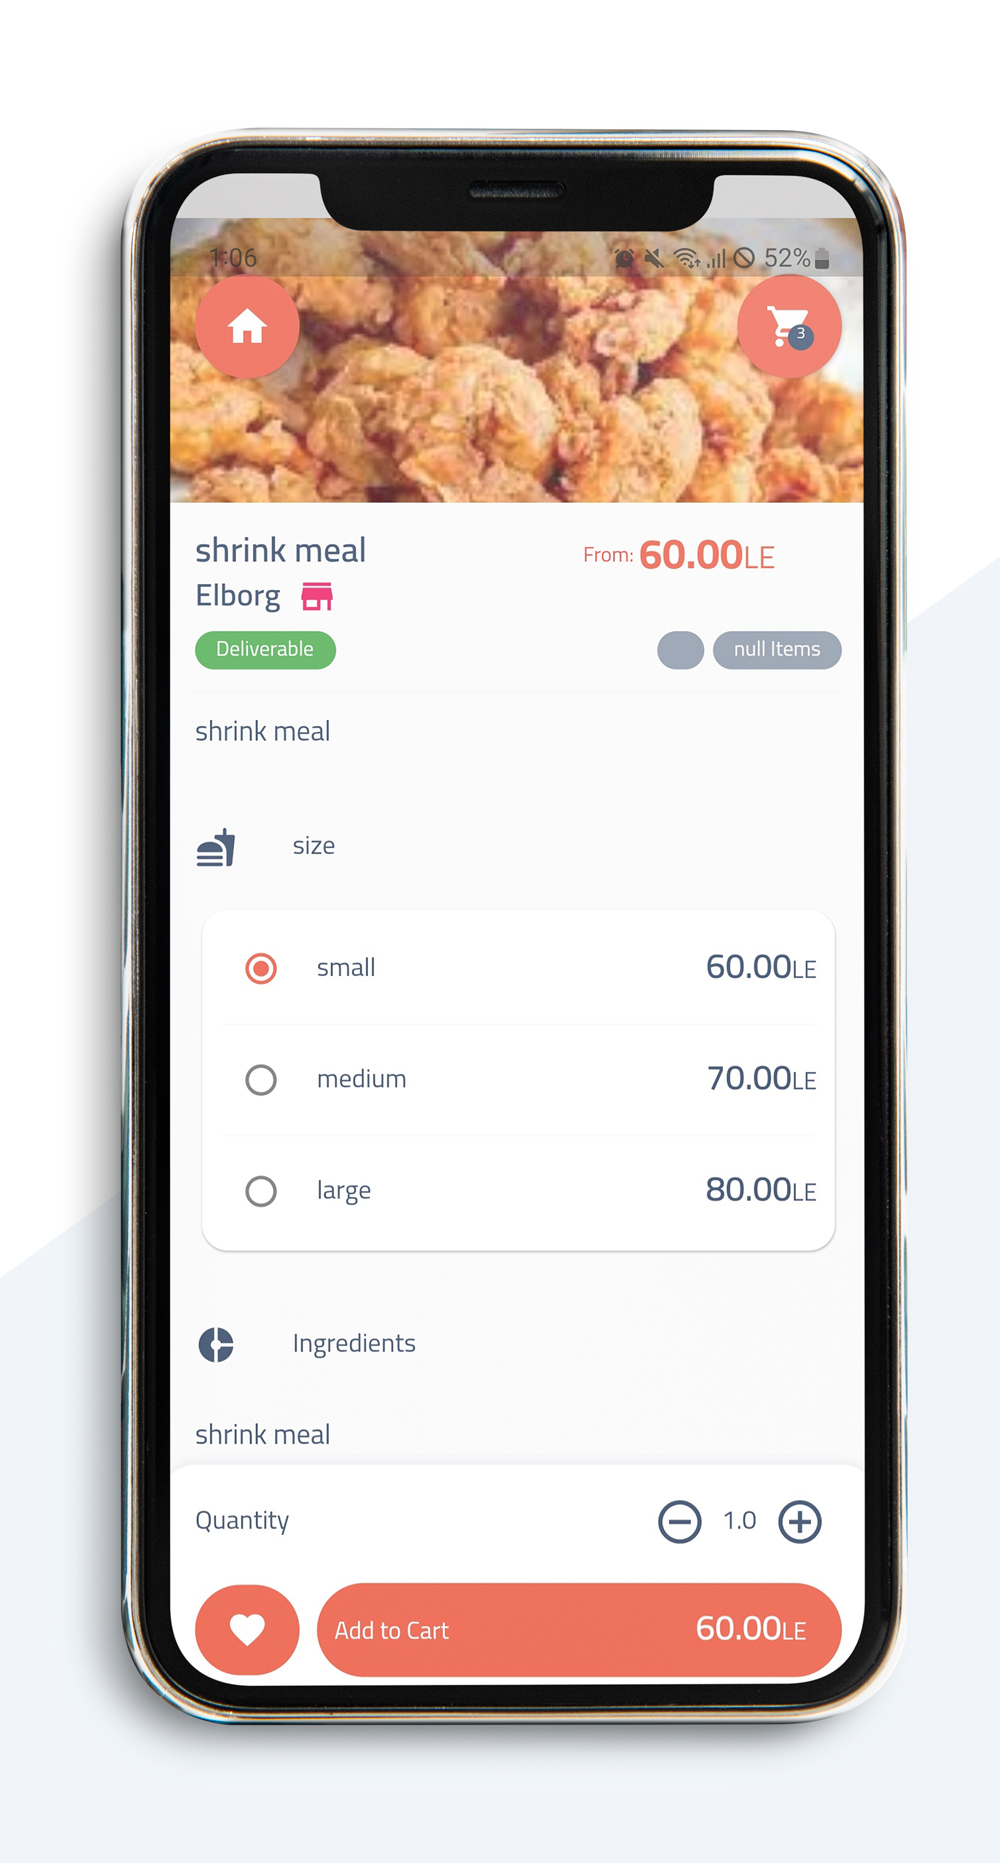 1:06 52%
3
shrink meal From: 60.00LE
Elborg
Deliverable null Items
shrink meal
size
small 60.00LE
medium 70.00LE
large 80.00LE
Ingredients
shrink meal
Quantity 1.0
Add to Cart 60.00LE